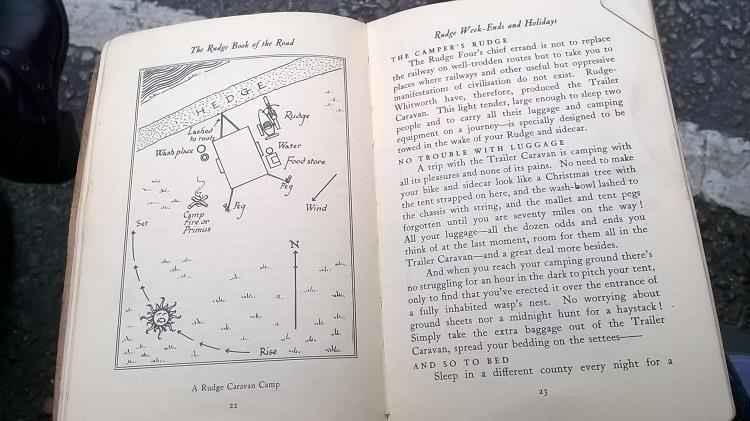 The Rudge Book of the Road
HEDGE
Lashed
to roots
Rudge
Wash place
Water
Food store
Peg
Peg
Camp
fire or
Primus
Wind
Set
N
Rise
A Rudge Caravan Camp
22
Rudge Week-Ends and Holidays
THE CAMPER'S RUDGE
The Rudge Four's chief errand is not to replace
the railway on well-trodden routes but to take you to
places where railways and other useful but oppressive
manifestations of civilisation do not exist. Rudge-
Whitworth have, therefore, produced the Trailer
Caravan. This light tender, large enough to sleep two
people and to carry all their luggage and camping
equipment on a journey—is specially designed to be
towed in the wake of your Rudge and sidecar.
NO TROUBLE WITH LUGGAGE
A trip with the Trailer Caravan is camping with
all its pleasures and none of its pains. No need to make
your bike and sidecar look like a Christmas tree with
the tent strapped on here, and the wash-bowl lashed to
the chassis with string, and the mallet and tent pegs
forgotten until you are seventy miles on the way!
All your luggage—all the dozen odds and ends you
think of at the last moment, room for them all in the
Trailer Caravan—and a great deal more besides.
And when you reach your camping ground there's
no struggling for an hour in the dark to pitch your tent,
only to find that you've erected it over the entrance of
a fully inhabited wasp's nest. No worrying about
ground sheets nor a midnight hunt for a haystack!
Simply take the extra baggage out of the Trailer
Caravan, spread your bedding on the settees——
AND SO TO BED
Sleep in a different county every night for a
23